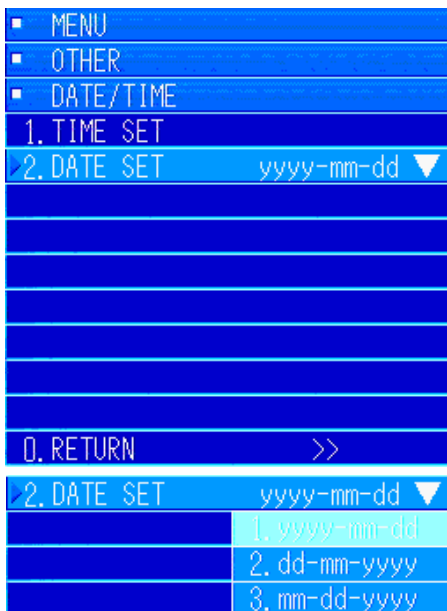 MENU
OTHER
DATE/TIME
1.TIME SET
2.DATE SET yyyy-mm-dd
0.RETURN >>
2.DATE SET yyyy-mm-dd
1.yyyy-mm-dd
2.dd-mm-yyyy
3.mm-dd-yyyy